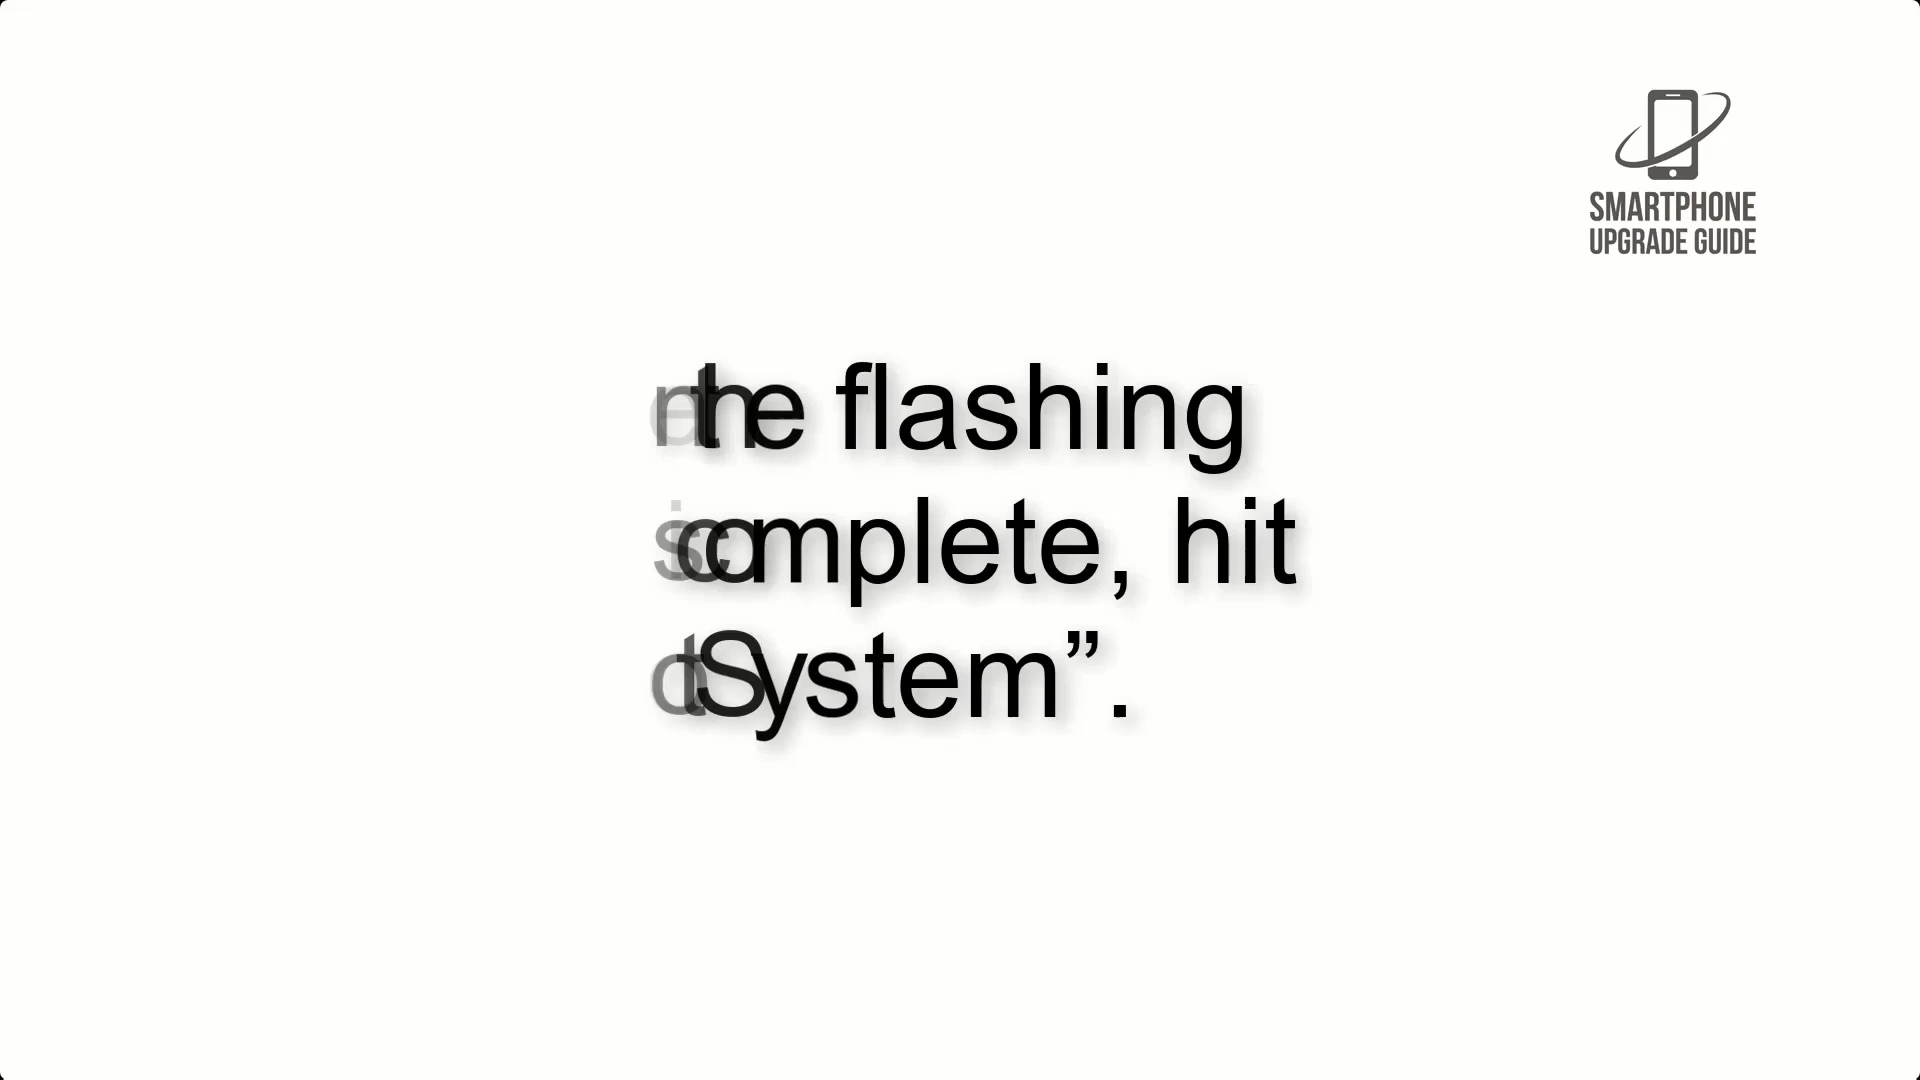 SMARTPHONE
UPGRADE GUIDE
the flashing
complete, hit
System”.